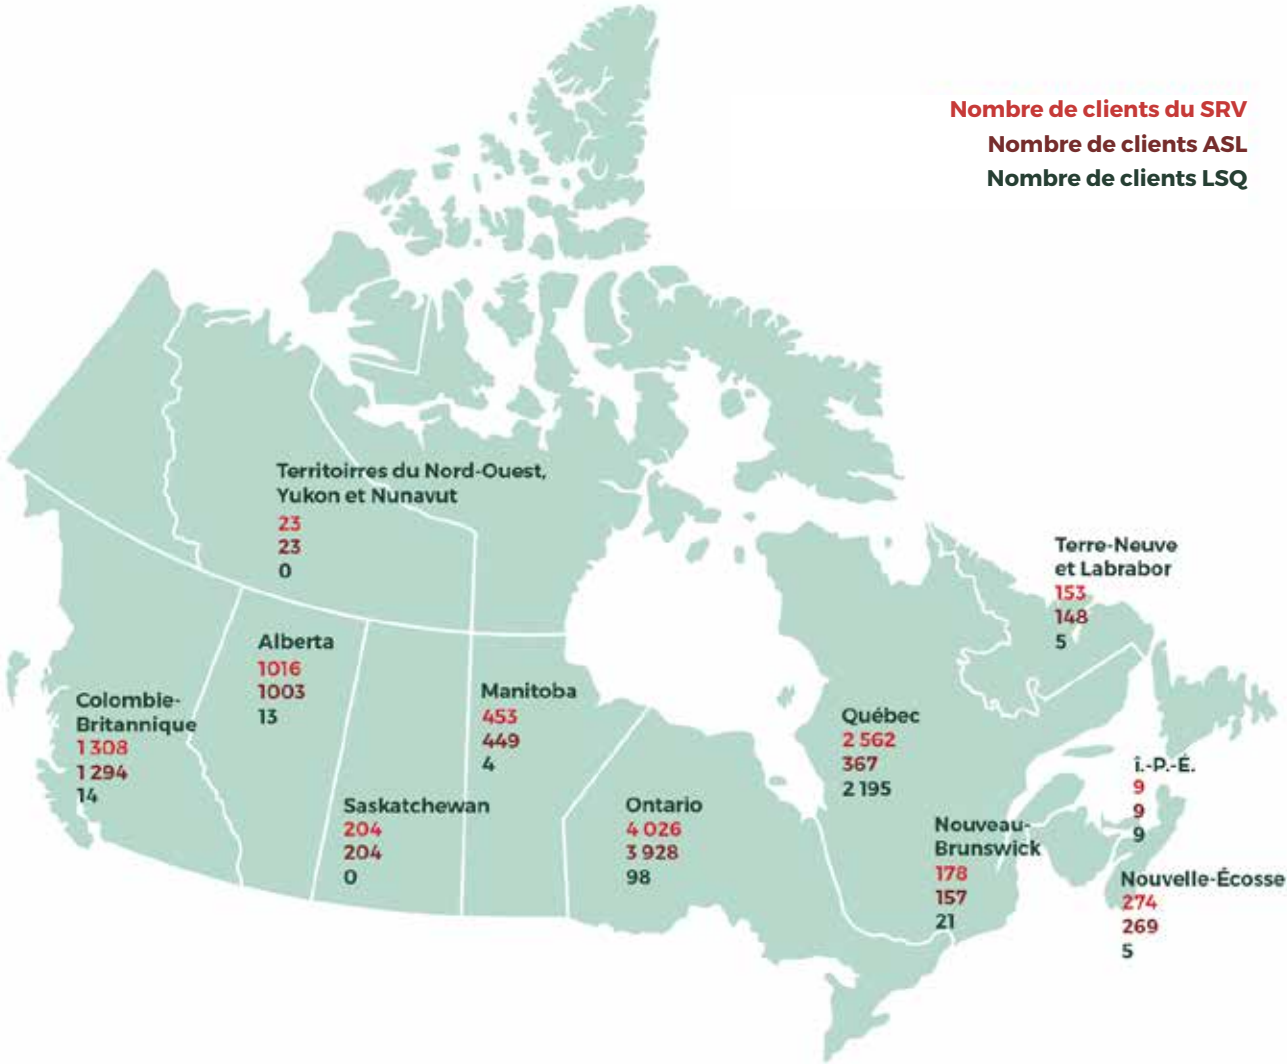 Nombre de clients du SRV
Nombre de clients ASL
Nombre de clients LSQ
Territoirres du Nord-Ouest,
Yukon et Nunavut
23
23
0
Terre-Neuve
et Labrabor
153
148
5
Alberta
1016
1003
13
Colombie-
Britannique
1 308
1 294
14
Manitoba
453
449
4
Québec
2 562
367
2 195
Saskatchewan
204
204
0
Ontario
4 026
3 928
98
î.-P.-É.
9
9
9
Nouveau-
Brunswick
178
157
21
Nouvelle-Écosse
274
269
5